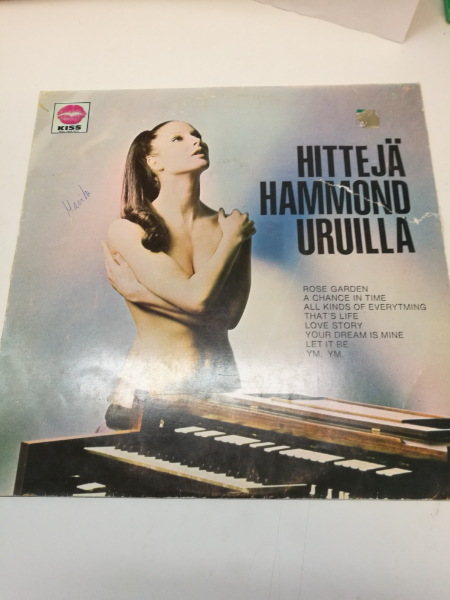 KISS
HITTEJÄ
HAMMOND
URUILLA
ROSE GARDEN
A CHANCE IN TIME
ALL KINDS OF EVERYTMING
THAT'S LIFE
LOVE STORY
YOUR DREAM IS MINE
LET IT BE
YM. YM.